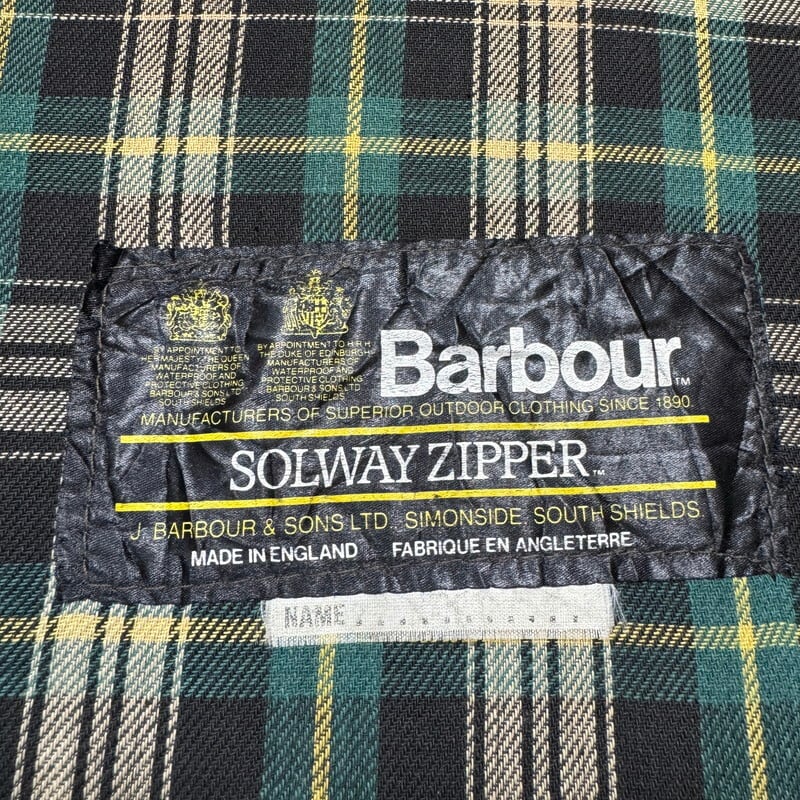 BY APPOINTMENT TO
HER MAJESTY THE QUEEN
MANUFACTURERS OF
WATERPROOF AND
PROTECTIVE CLOTHING
BARBOUR & SONS LTD
SOUTH SHIELDS
BY APPOINTMENT TO H.R.H.
THE DUKE OF EDINBURGH
MANUFACTURERS OF
WATERPROOF AND
PROTECTIVE CLOTHING
BARBOUR & SONS LTD
SOUTH SHIELDS
Barbour™
MANUFACTURERS OF SUPERIOR OUTDOOR CLOTHING SINCE 1890
SOLWAY ZIPPER™
J. BARBOUR & SONS LTD. SIMONSIDE SOUTH SHIELDS
MADE IN ENGLAND FABRIQUE EN ANGLETERRE
NAME . . . . . . . . . . . .